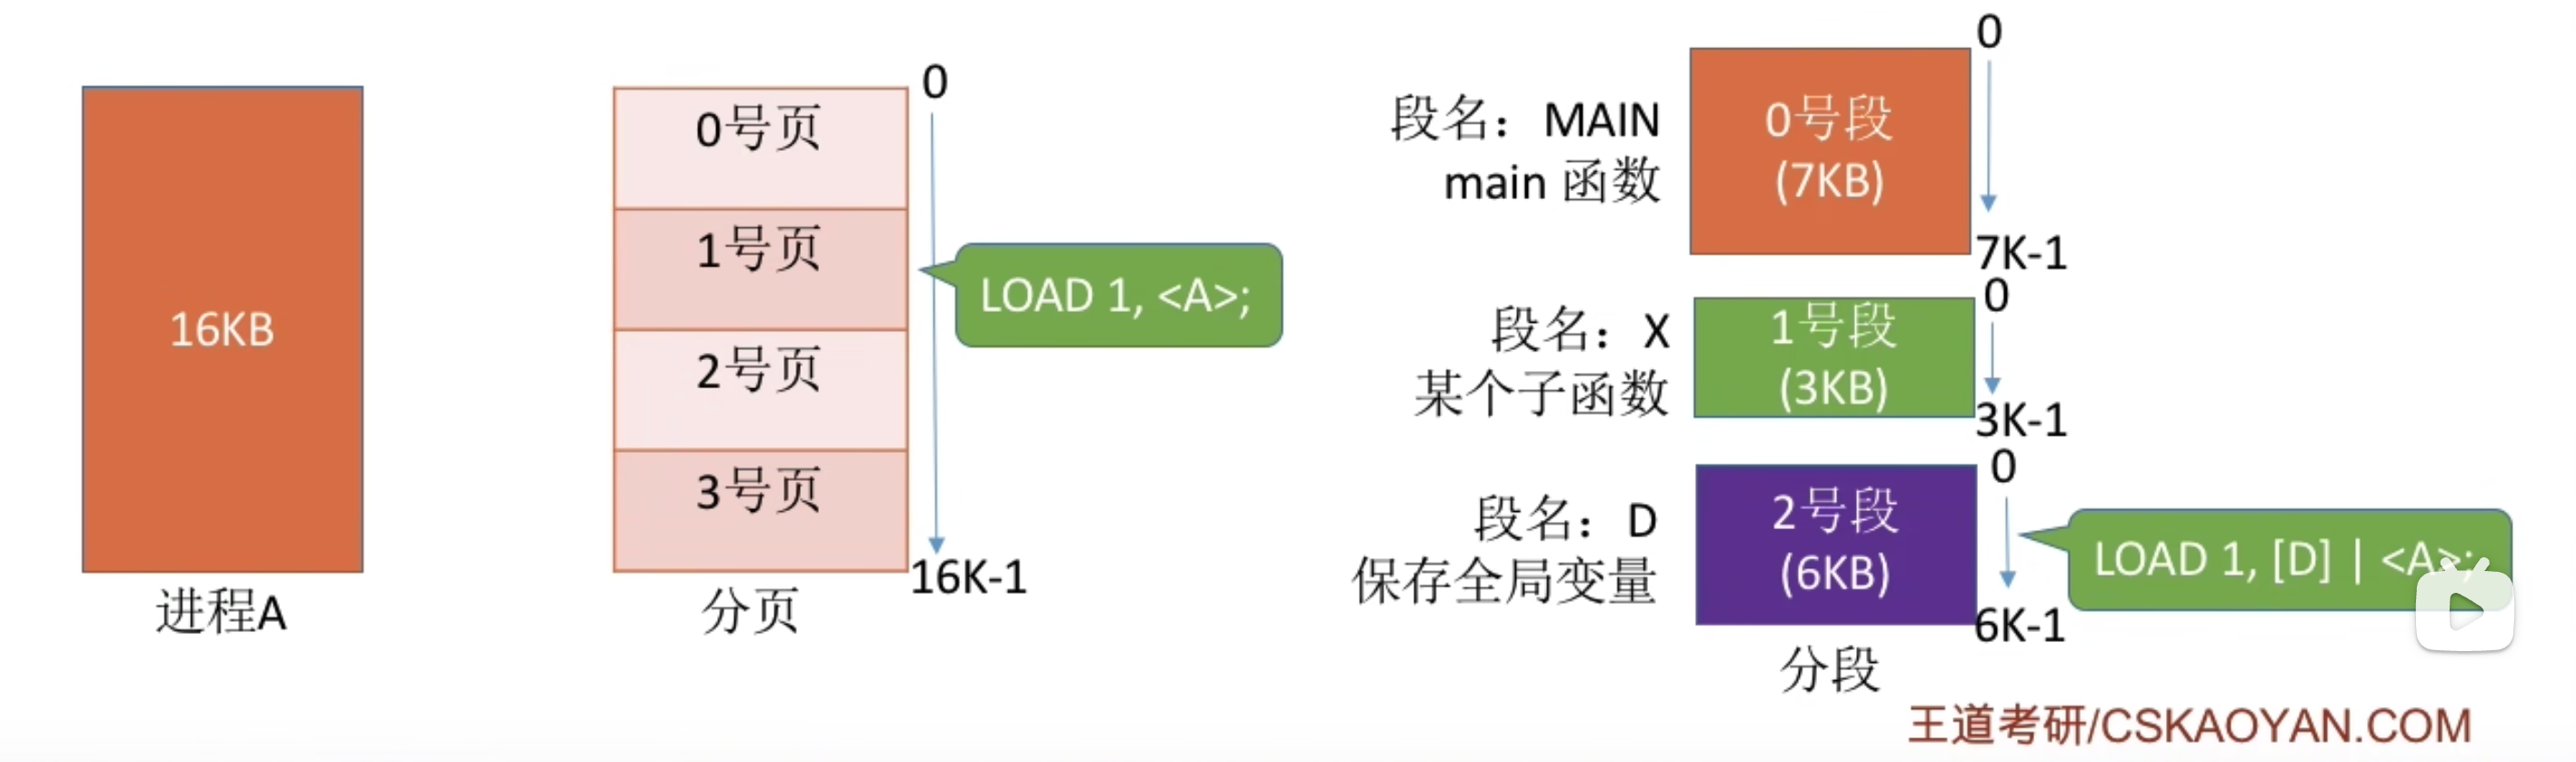 16KB
进程A
0
0号页
1号页
2号页
3号页
16K-1
分页
LOAD 1, <A>;
段名：MAIN
main 函数
0号段
(7KB)
0
7K-1
段名：X
某个子函数
1号段
(3KB)
0
3K-1
段名：D
保存全局变量
2号段
(6KB)
0
6K-1
LOAD 1, [D] | <A>;
分段
王道考研/CSKAOYAN.COM